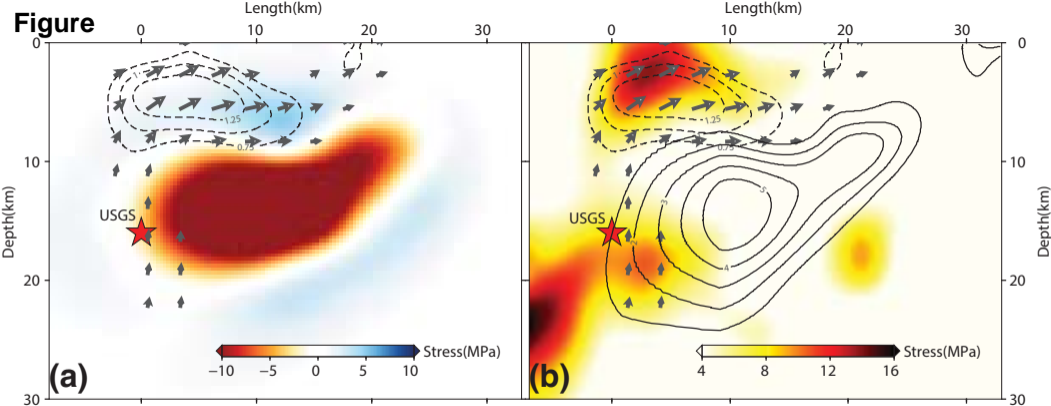 Figure
Length(km)
Length(km)
0 10 20 30
0 10 20 30
0
10
20
30
Depth(km)
1.25
0.75
USGS
−10 −5 0 5 10
Stress(MPa)
(a)
1.25
0.75
5
3
2
4
USGS
4 8 12 16
Stress(MPa)
(b)
0
10
20
30
Depth(km)